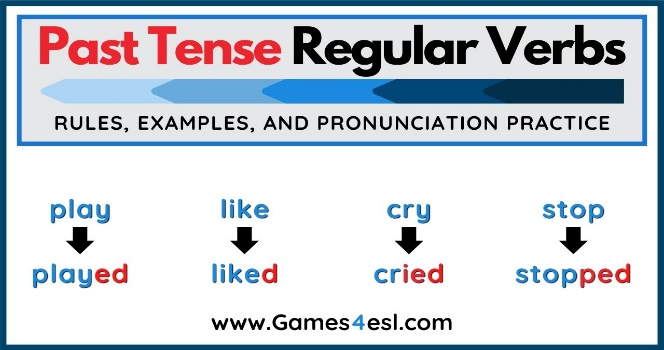 Past Tense Regular Verbs
RULES, EXAMPLES, AND PRONUNCIATION PRACTICE
play like cry stop
played liked cried stopped
www.Games4esl.com